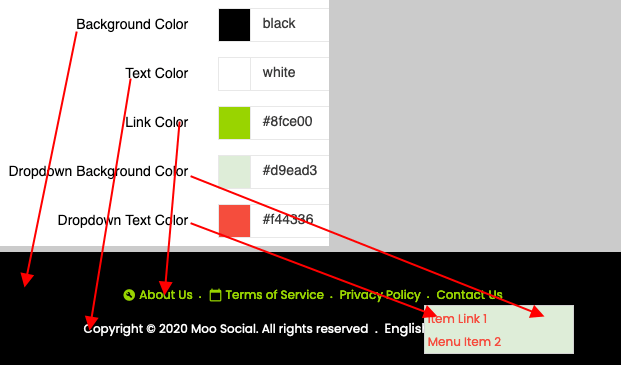 Background Color black
Text Color white
Link Color #8fce00
Dropdown Background Color #d9ead3
Dropdown Text Color #f44336
About Us . Terms of Service . Privacy Policy . Contact Us
Copyright © 2020 Moo Social. All rights reserved . English
Item Link 1
Menu Item 2